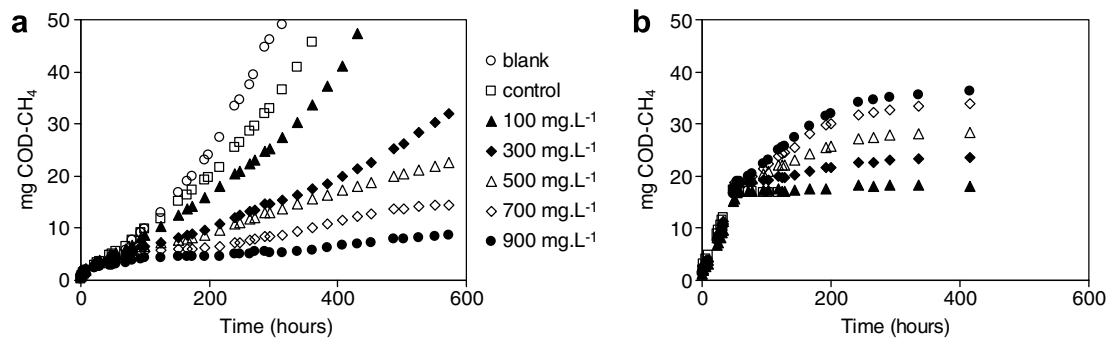 a
50
40
30
20
10
0
mg COD-CH₄
0
200
400
600
Time (hours)
blank
control
100 mg.L⁻¹
300 mg.L⁻¹
500 mg.L⁻¹
700 mg.L⁻¹
900 mg.L⁻¹
b
50
40
30
20
10
0
mg COD-CH₄
0
200
400
600
Time (hours)